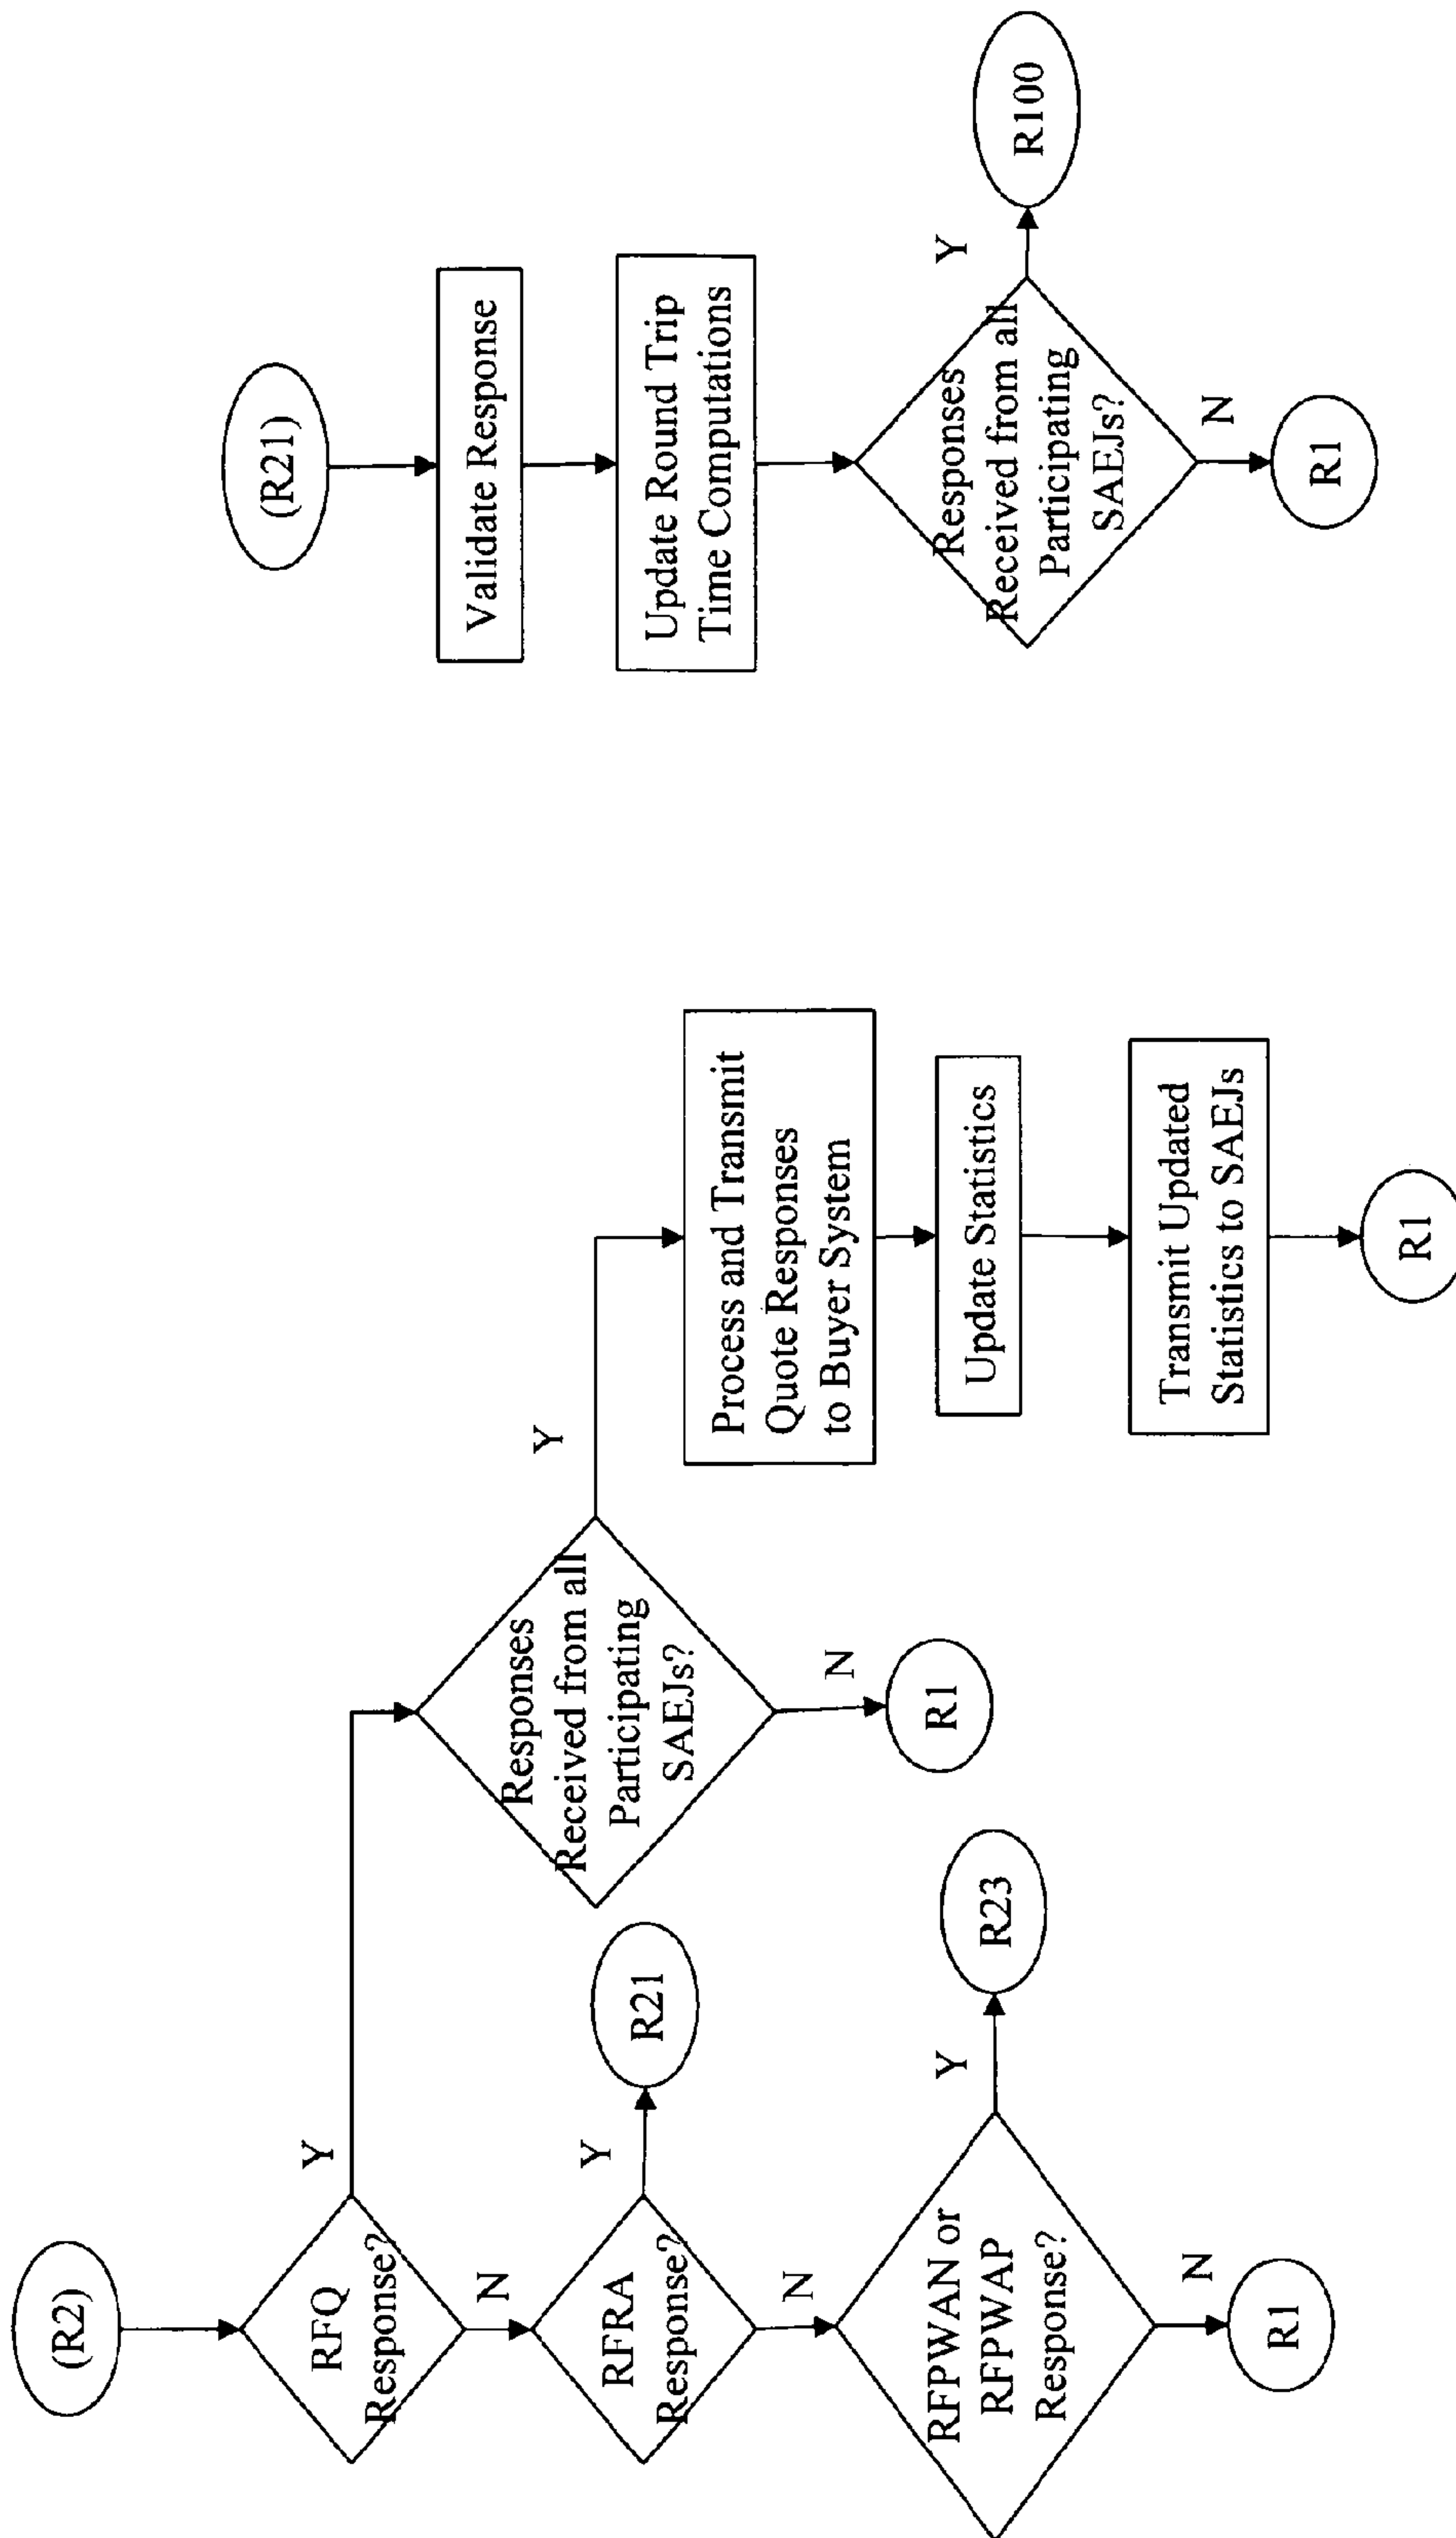 (R2)
RFQ
Response?
Y
N
RFRA
Response?
Y
R21
N
RFPWAN or
RFPWAP
Response?
Y
R23
N
R1
Responses
Received from all
Participating
SAEJs?
Y
N
R1
Process and Transmit
Quote Responses
to Buyer System
Update Statistics
Transmit Updated
Statistics to SAEJs
R1
(R21)
Validate Response
Update Round Trip
Time Computations
Responses
Received from all
Participating
SAEJs?
Y
R100
N
R1